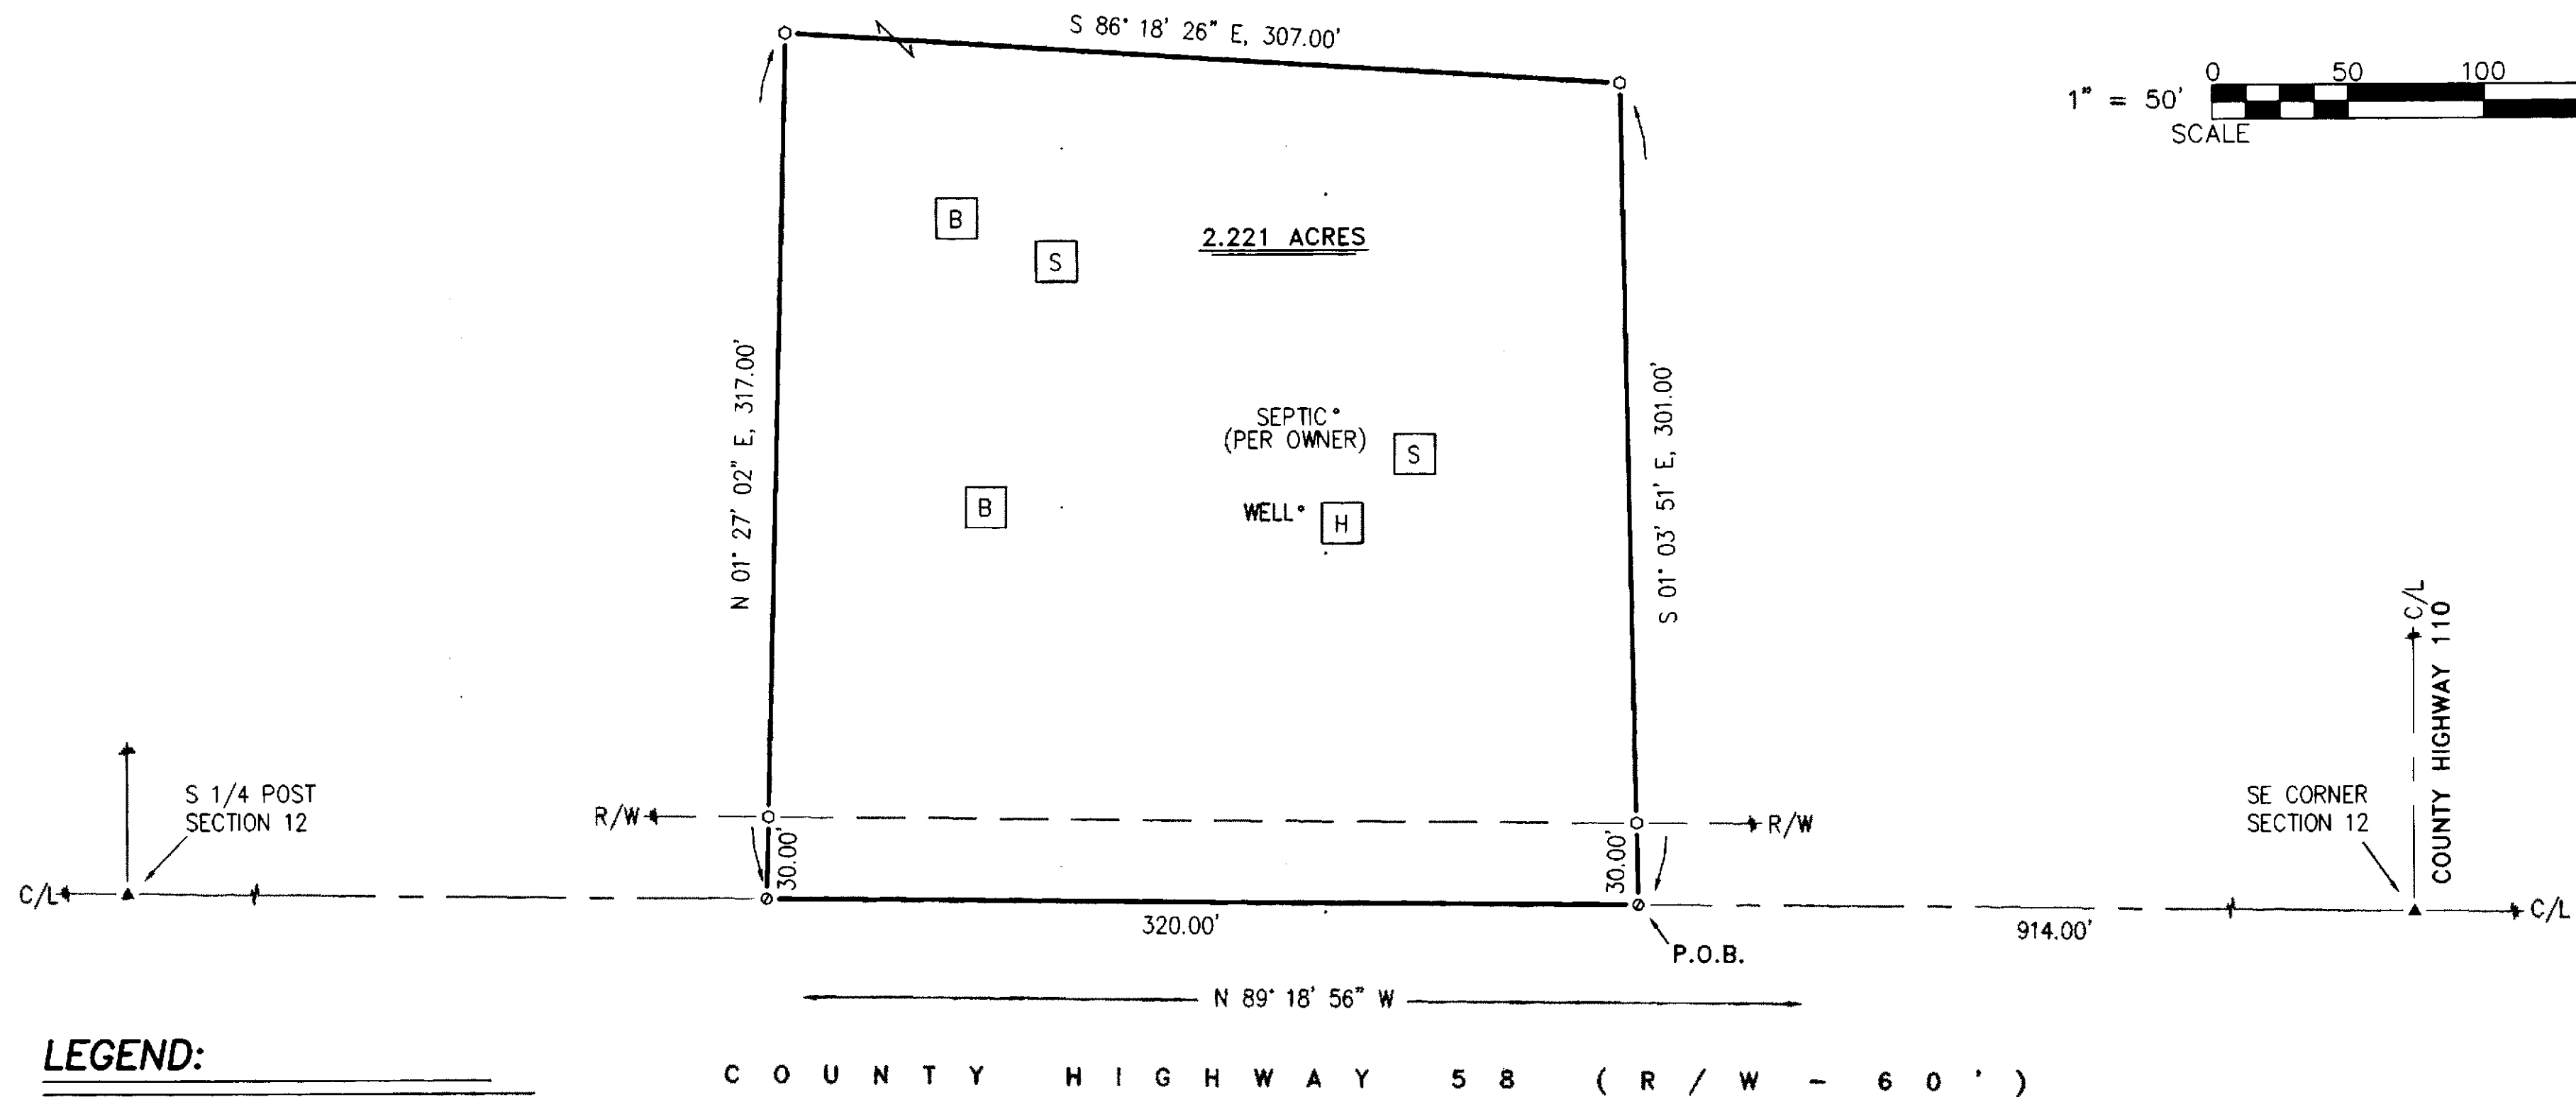 S 86° 18' 26" E, 307.00'
0 50 100
1" = 50'
SCALE
B
2.221 ACRES
S
N 01° 27' 02" E, 317.00'
S 01° 03' 51' E, 301.00'
SEPTIC
(PER OWNER)
S
B
WELL
H
C/L
COUNTY HIGHWAY 110
S 1/4 POST
SECTION 12
R/W
R/W
SE CORNER
SECTION 12
30.00'
30.00'
C/L
C/L
320.00'
914.00'
P.O.B.
N 89° 18' 56" W
LEGEND:
COUNTY HIGHWAY 58 (R/W - 60')